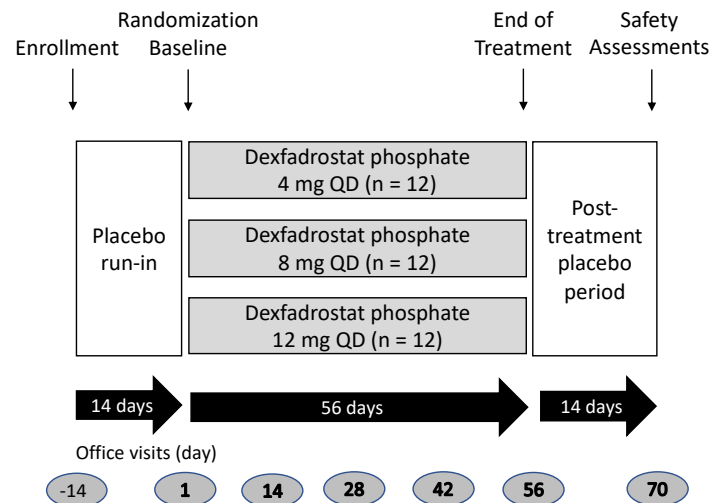 Enrollment
Randomization
Baseline
End of
Treatment
Safety
Assessments
Placebo
run-in
Dexfadrostat phosphate
4 mg QD (n = 12)
Dexfadrostat phosphate
8 mg QD (n = 12)
Dexfadrostat phosphate
12 mg QD (n = 12)
Post-
treatment
placebo
period
14 days
56 days
14 days
Office visits (day)
-14
1
14
28
42
56
70